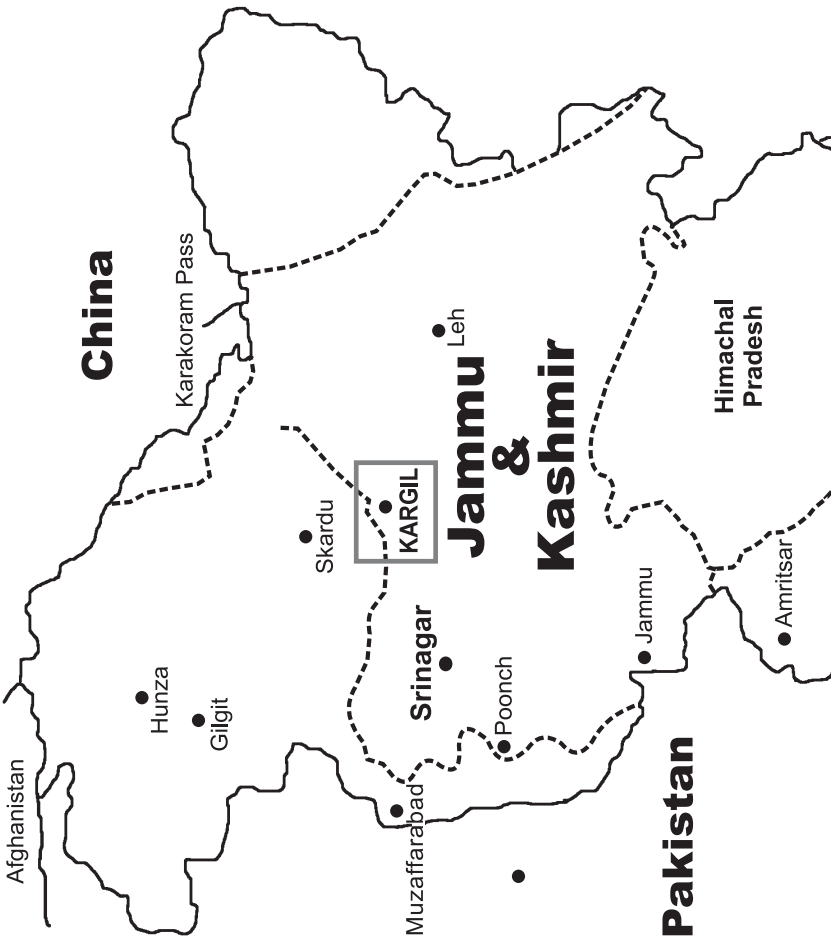 Afghanistan
China
Karakoram Pass
Hunza
Gilgit
Skardu
KARGIL
Leh
Jammu
&
Kashmir
Srinagar
Muzaffarabad
Poonch
Jammu
Himachal
Pradesh
Pakistan
Amritsar